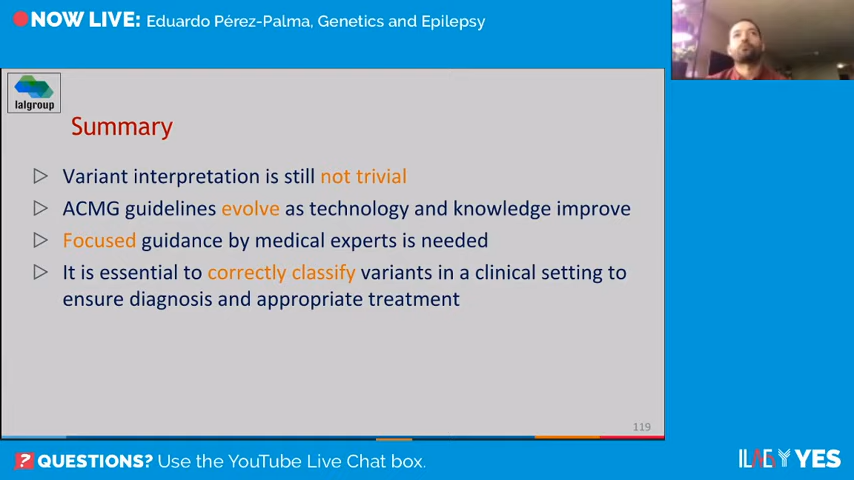 NOW LIVE: Eduardo Pérez-Palma, Genetics and Epilepsy
lalgroup
Summary
Variant interpretation is still not trivial
ACMG guidelines evolve as technology and knowledge improve
Focused guidance by medical experts is needed
It is essential to correctly classify variants in a clinical setting to
ensure diagnosis and appropriate treatment
119
? QUESTIONS? Use the YouTube Live Chat box.
ILAE YES